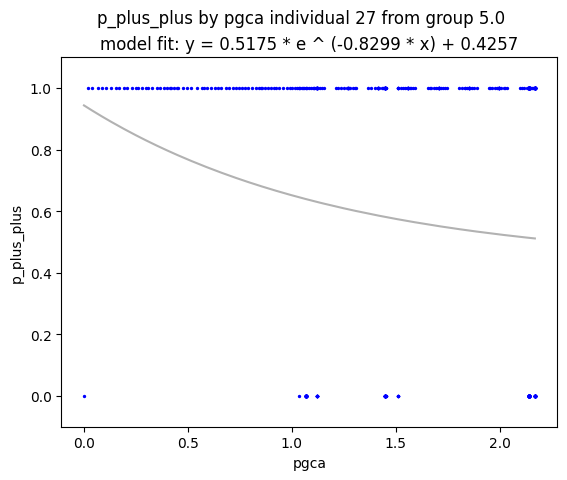 p_plus_plus by pgca individual 27 from group 5.0
model fit: y = 0.5175 * e ^ (-0.8299 * x) + 0.4257
1.0
0.8
0.6
0.4
0.2
0.0
p_plus_plus
0.0 0.5 1.0 1.5 2.0
pgca